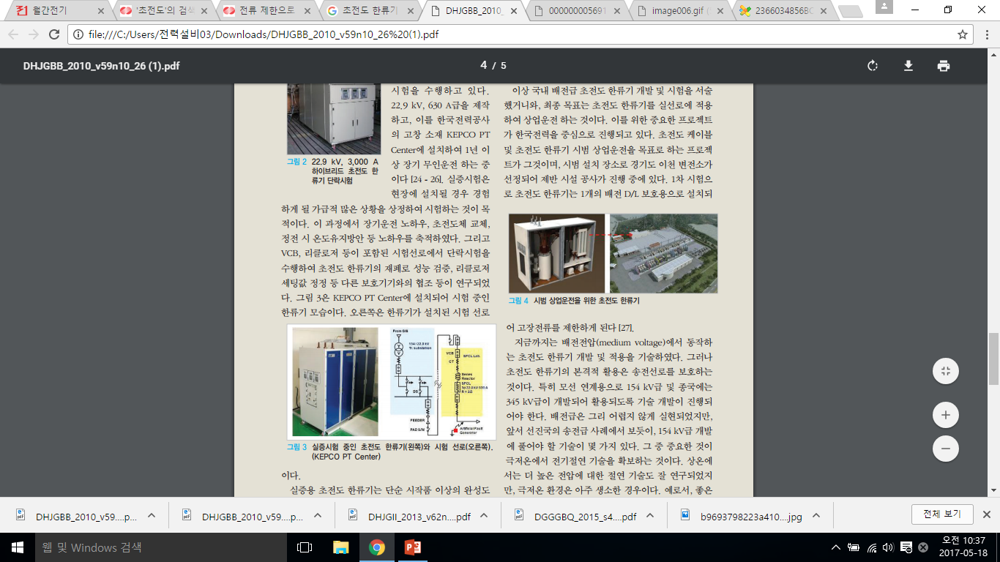 월간전기
'초전도'의 검색
전류 제한으로
초전도 한류기
DHJGBB_2010_
000000005691
image006.gif
2366034856BC
file:///C:/Users/전력설비03/Downloads/DHJGBB_2010_v59n10_26%20(1).pdf
DHJGBB_2010_v59n10_26 (1).pdf
4 / 5
시험을 수행하고 있다.
22.9 kV, 630 A급을 제작
하고, 이를 한국전력공사
의 고창 소재 KEPCO PT
Center에 설치하여 1년 이
상 장기 무인운전 하는 중
이다 [24 - 26]. 실증시험은
현장에 설치될 경우 경험
그림 2 22.9 kV, 3,000 A
하이브리드 초전도 한
류기 단락시험
하게 될 가급적 많은 상황을 상정하여 시험하는 것이 목
적이다. 이 과정에서 장기운전 노하우, 초전도체 교체,
정전 시 온도유지방안 등 노하우를 축적하였다. 그리고
VCB, 리클로저 등이 포함된 시험선로에서 단락시험을
수행하여 초전도 한류기의 재폐로 성능 검증, 리클로저
세팅값 정정 등 다른 보호기기와의 협조 등이 연구되었
다. 그림 3은 KEPCO PT Center에 설치되어 시험 중인
한류기 모습이다. 오른쪽은 한류기가 설치된 시험 선로
From GIS
154 / 22.9 kV
Tr. substation
DS
FEEDER
PAD S/W
VCB
CT
SFCL Lab.
Series
Reactor
SFCL
3Φ 22.9 kV 630 A
R = 2Ω
Artificial Fault
Generator
그림 3 실증시험 중인 초전도 한류기(왼쪽)와 시험 선로(오른쪽).
(KEPCO PT Center)
이다.
실증용 초전도 한류기는 단순 시작품 이상의 완성도
이상 국내 배전급 초전도 한류기 개발 및 시험을 서술
했거니와, 최종 목표는 초전도 한류기를 실선로에 적용
하여 상업운전 하는 것이다. 이를 위한 중요한 프로젝트
가 한국전력을 중심으로 진행되고 있다. 초전도 케이블
및 초전도 한류기 시범 상업운전을 목표로 하는 프로젝
트가 그것이며, 시범 설치 장소로 경기도 이천 변전소가
선정되어 제반 시설 공사가 진행 중에 있다. 1차 시험으
로 초전도 한류기는 1개의 배전 D/L 보호용으로 설치되
그림 4 시범 상업운전을 위한 초전도 한류기
어 고장전류를 제한하게 된다 [27].
지금까지는 배전전압(medium voltage)에서 동작하
는 초전도 한류기 개발 및 적용을 기술하였다. 그러나
초전도 한류기의 본격적 활용은 송전선로를 보호하는
것이다. 특히 모선 연계용으로 154 kV급 및 종국에는
345 kV급이 개발되어 활용되도록 기술 개발이 진행되
어야 한다. 배전급은 그리 어렵지 않게 실현되었지만,
앞서 선진국의 송전급 사례에서 보듯이, 154 kV급 개발
에 풀어야 할 기술이 몇 가지 있다. 그 중 중요한 것이
극저온에서 전기절연 기술을 확보하는 것이다. 상온에
서는 더 높은 전압에 대한 절연 기술도 잘 연구되었지
만, 극저온 환경은 아주 생소한 경우이다. 예로서, 좋은
DHJGBB_2010_v59....p...
DHJGBB_2010_v59....p...
DHJGII_2013_v62n....pdf
DGGGBQ_2015_s4....pdf
b9693798223a410....jpg
전체 보기
웹 및 Windows 검색
오전 10:37
2017-05-18